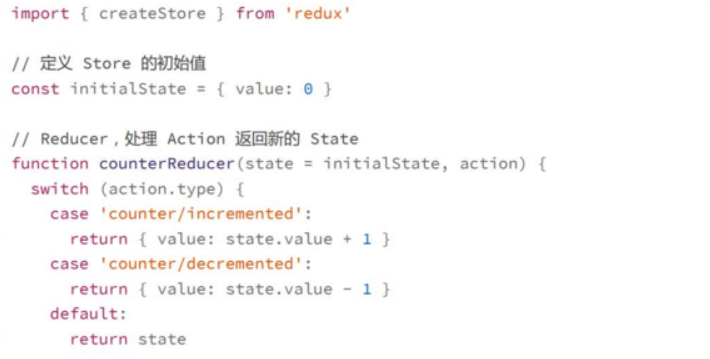 import { createStore } from 'redux'
// 定义 Store 的初始值
const initialState = { value: 0 }
// Reducer，处理 Action 返回新的 State
function counterReducer(state = initialState, action) {
switch (action.type) {
case 'counter/incremented':
return { value: state.value + 1 }
case 'counter/decremented':
return { value: state.value - 1 }
default:
return state